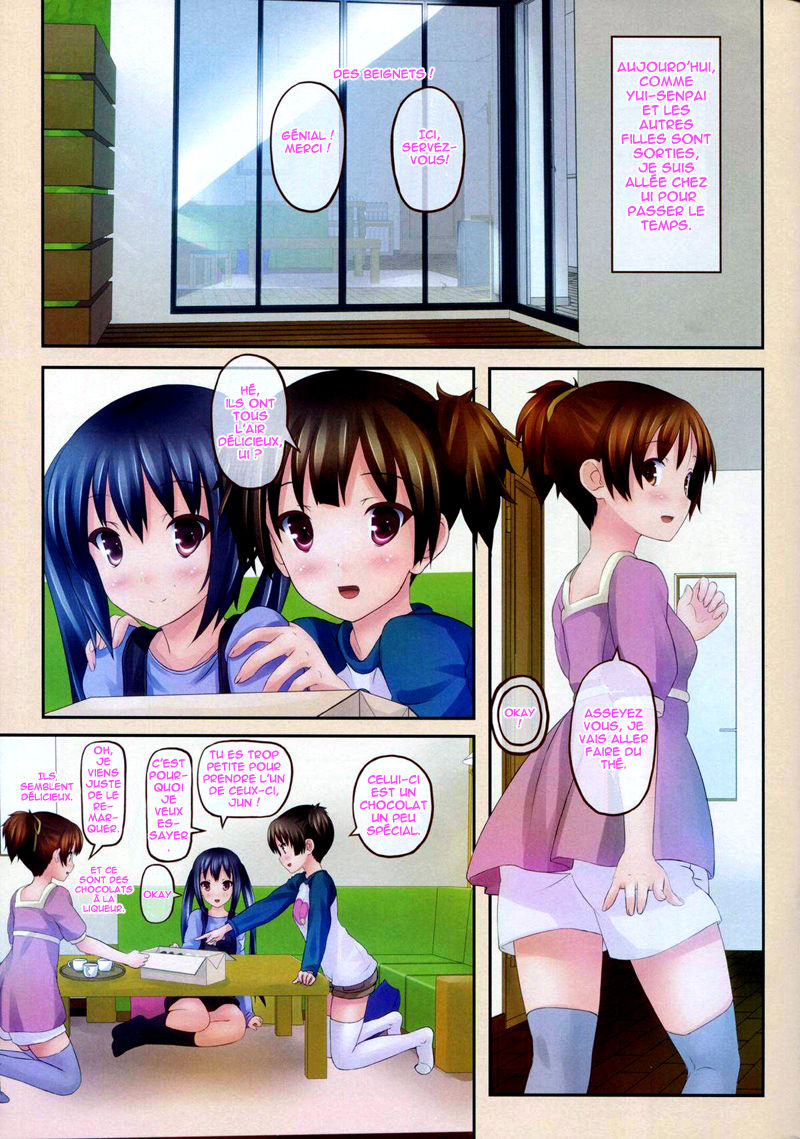 AUJOURD'HUI,
COMME
YUI-SENPAI
ET LES
AUTRES
FILLES SONT
SORTIES,
JE SUIS
ALLÉE CHEZ
UI POUR
PASSER LE
TEMPS.
DES BEIGNETS !
GÉNIAL !
MERCI !
ICI,
SERVEZ-
VOUS!
HÉ,
ILS ONT
TOUS
L'AIR
DÉLICIEUX,
UI ?
ASSEYEZ
VOUS, JE
VAIS ALLER
FAIRE DU
THÉ.
OKAY
!
ILS
SEMBLENT
DÉLICIEUX.
OH,
JE VIENS
JUSTE DE
LE RE-
MAR-
QUER.
ET CE
SONT DES
CHOCOLATS
À LA
LIQUEUR.
C'EST
POUR-
QUOI JE
VEUX ES-
SAYER
.
OKAY
TU ES TROP
PETITE POUR
PRENDRE L'UN
DE CEUX-CI,
JUN !
CELUI-CI
EST UN
CHOCOLAT
UN PEU
SPÉCIAL.